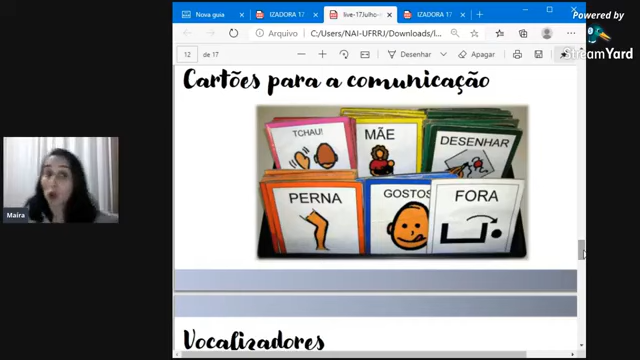 Nova guia
IZADORA 17
live-17Julho-
IZADORA 17
Powered by
StreamYard
Arquivo
C:/Users/NAI-UFRRJ/Downloads/l...
12 de 17
Desenhar
Apagar
Cartões para a comunicação
TCHAU!
MÃE
DESENHAR
PERNA
GOSTOS
FORA
Maira
Vocalizadores